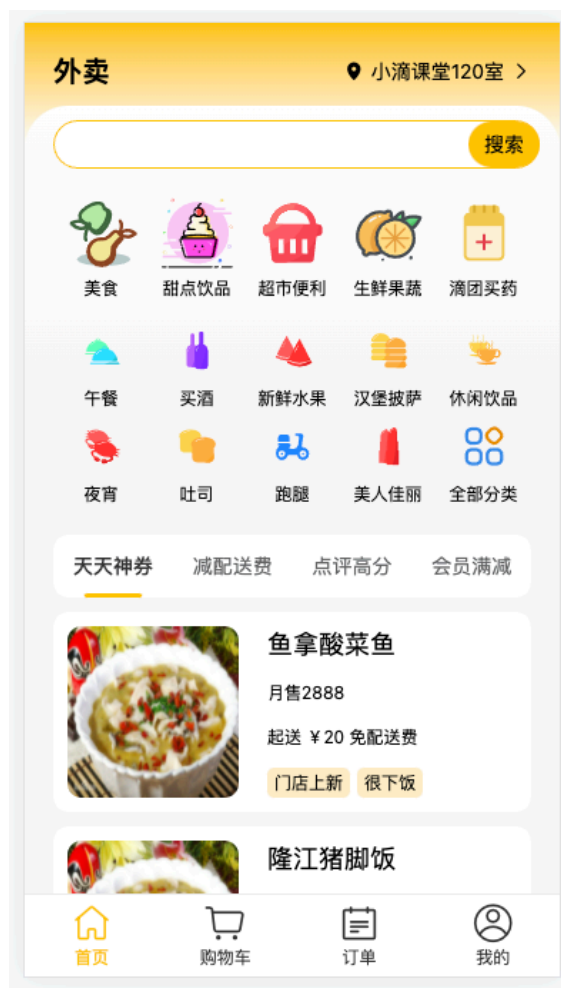 外卖
小滴课堂120室
搜索
美食 甜点饮品 超市便利 生鲜果蔬 滴团买药
午餐 买酒 新鲜水果 汉堡披萨 休闲饮品
夜宵 吐司 跑腿 美人佳丽 全部分类
天天神券 减配送费 点评高分 会员满减
鱼拿酸菜鱼
月售2888
起送 ￥20 免配送费
门店上新 很下饭
隆江猪脚饭
首页 购物车 订单 我的